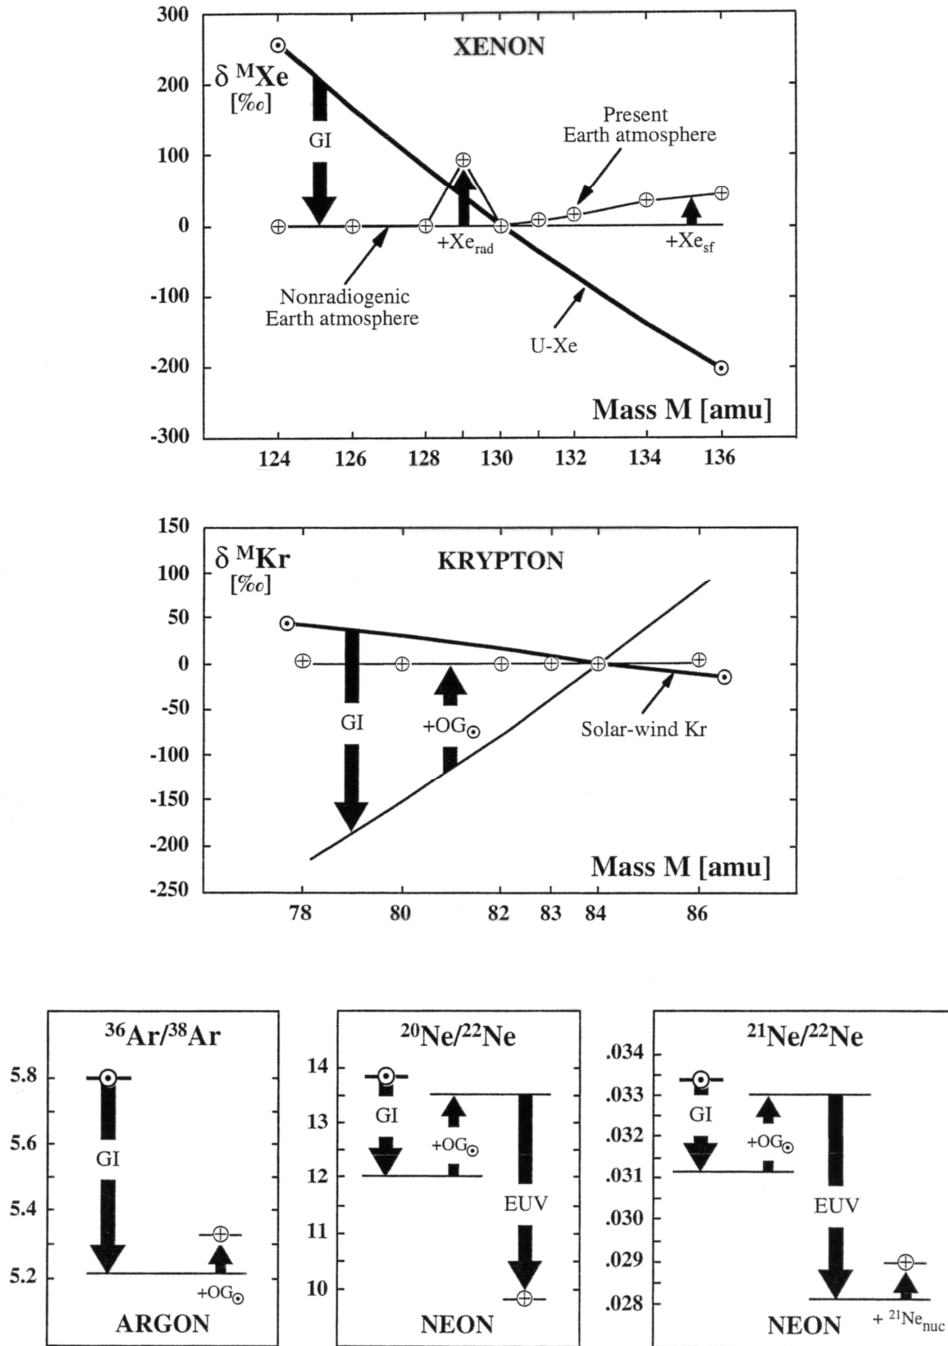 300
XENON
δ ᴹXe
[‰]
200
GI
Present
Earth atmosphere
100
0
+Xe_rad
+Xe_sf
Nonradiogenic
Earth atmosphere
-100
U-Xe
-200
Mass M [amu]
-300
124 126 128 130 132 134 136
150
δ ᴹKr
[‰]
KRYPTON
100
50
0
GI
+OG☉
Solar-wind Kr
-50
-100
-150
-200
Mass M [amu]
-250
78 80 82 83 84 86
³⁶Ar/³⁸Ar
5.8
5.6
GI
5.4
5.2
+OG☉
ARGON
²⁰Ne/²²Ne
14
GI
13
+OG☉
12
EUV
11
10
NEON
²¹Ne/²²Ne
.034
.033
GI
.032
+OG☉
.031
EUV
.030
.029
.028
+ ²¹Ne_nuc
NEON